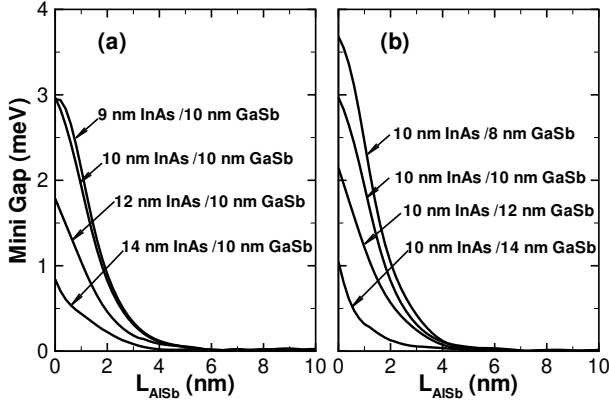 4
3
2
1
0
Mini Gap (meV)
(a)
9 nm InAs /10 nm GaSb
10 nm InAs /10 nm GaSb
12 nm InAs /10 nm GaSb
14 nm InAs /10 nm GaSb
0 2 4 6 8 10
L_AlSb (nm)
(b)
10 nm InAs /8 nm GaSb
10 nm InAs /10 nm GaSb
10 nm InAs /12 nm GaSb
10 nm InAs /14 nm GaSb
0 2 4 6 8 10
L_AlSb (nm)